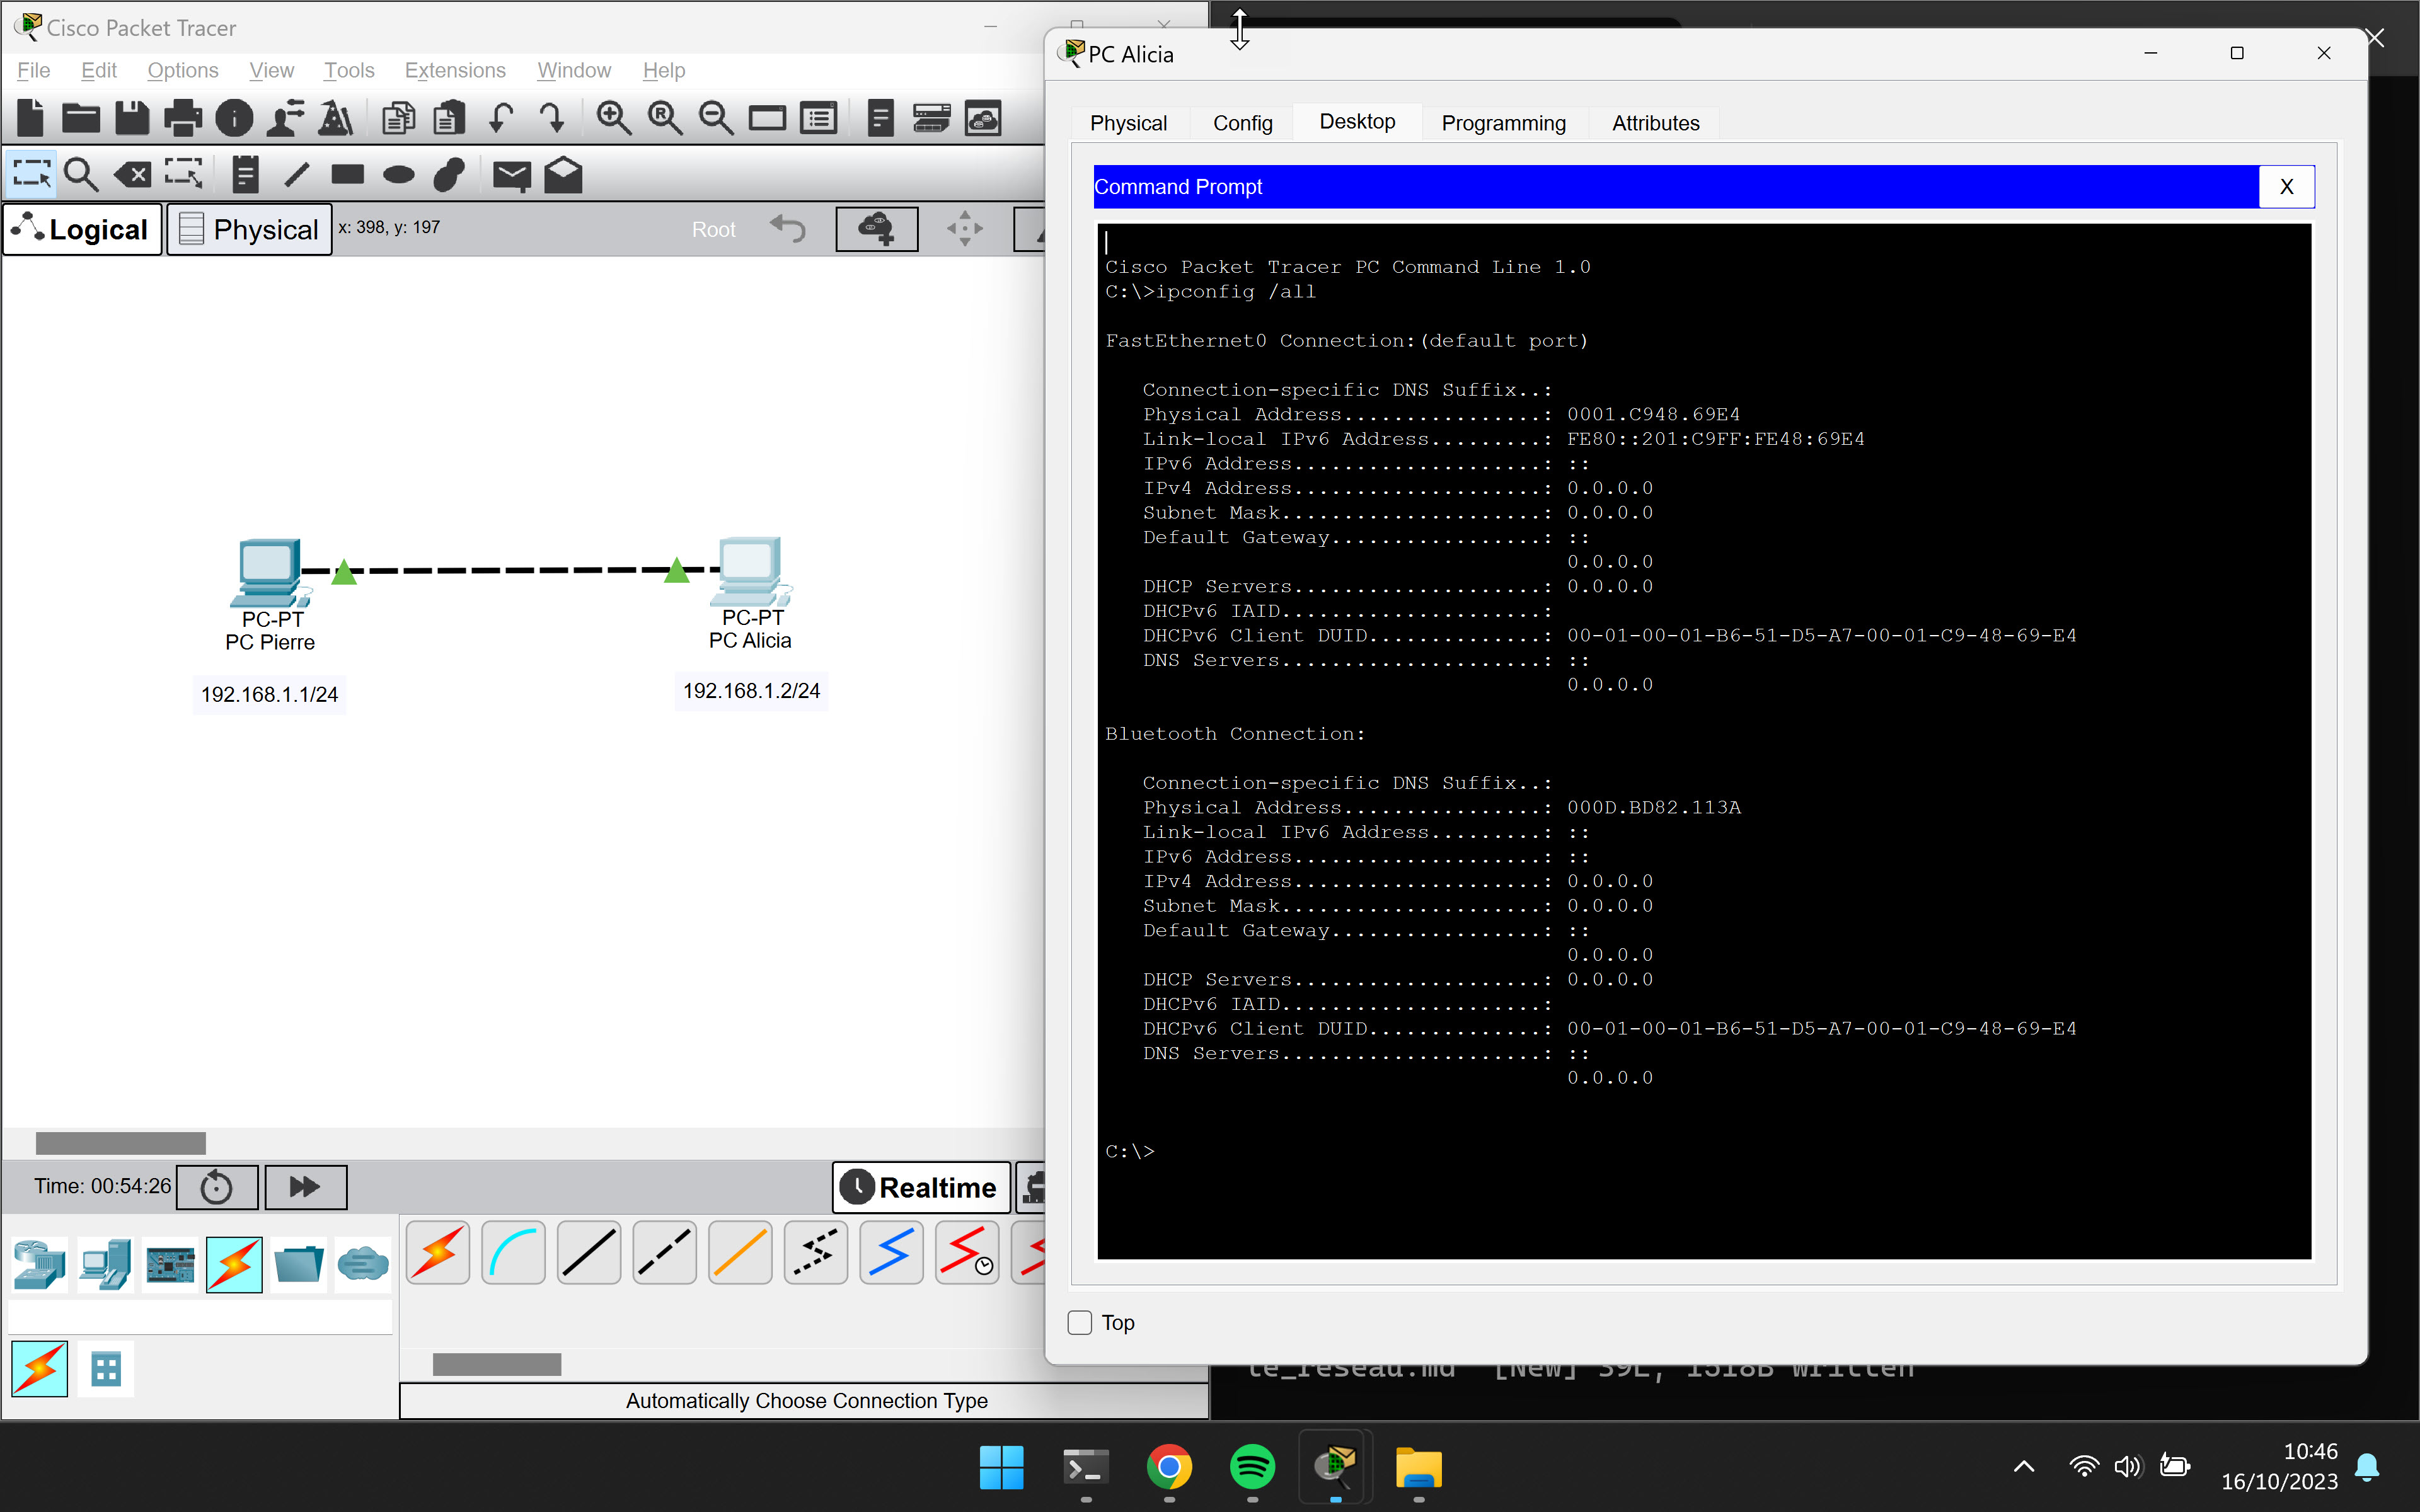 Cisco Packet Tracer
File Edit Options View Tools Extensions Window Help
Logical
Physical
x: 398, y: 197
Root
PC-PT
PC Pierre
192.168.1.1/24
PC-PT
PC Alicia
192.168.1.2/24
Time: 00:54:26
Realtime
Automatically Choose Connection Type
PC Alicia
Physical Config Desktop Programming Attributes
Command Prompt
X
Cisco Packet Tracer PC Command Line 1.0
C:\>ipconfig /all
FastEthernet0 Connection:(default port)
Connection-specific DNS Suffix..:
Physical Address................: 0001.C948.69E4
Link-local IPv6 Address.........: FE80::201:C9FF:FE48:69E4
IPv6 Address....................: ::
IPv4 Address....................: 0.0.0.0
Subnet Mask.....................: 0.0.0.0
Default Gateway.................: ::
0.0.0.0
DHCP Servers....................: 0.0.0.0
DHCPv6 IAID.....................:
DHCPv6 Client DUID..............: 00-01-00-01-B6-51-D5-A7-00-01-C9-48-69-E4
DNS Servers.....................: ::
0.0.0.0
Bluetooth Connection:
Connection-specific DNS Suffix..:
Physical Address................: 000D.BD82.113A
Link-local IPv6 Address.........: ::
IPv6 Address....................: ::
IPv4 Address....................: 0.0.0.0
Subnet Mask.....................: 0.0.0.0
Default Gateway.................: ::
0.0.0.0
DHCP Servers....................: 0.0.0.0
DHCPv6 IAID.....................:
DHCPv6 Client DUID..............: 00-01-00-01-B6-51-D5-A7-00-01-C9-48-69-E4
DNS Servers.....................: ::
0.0.0.0
C:\>
Top
te_reseau.md [New] 39L, 1518B written
10:46
16/10/2023